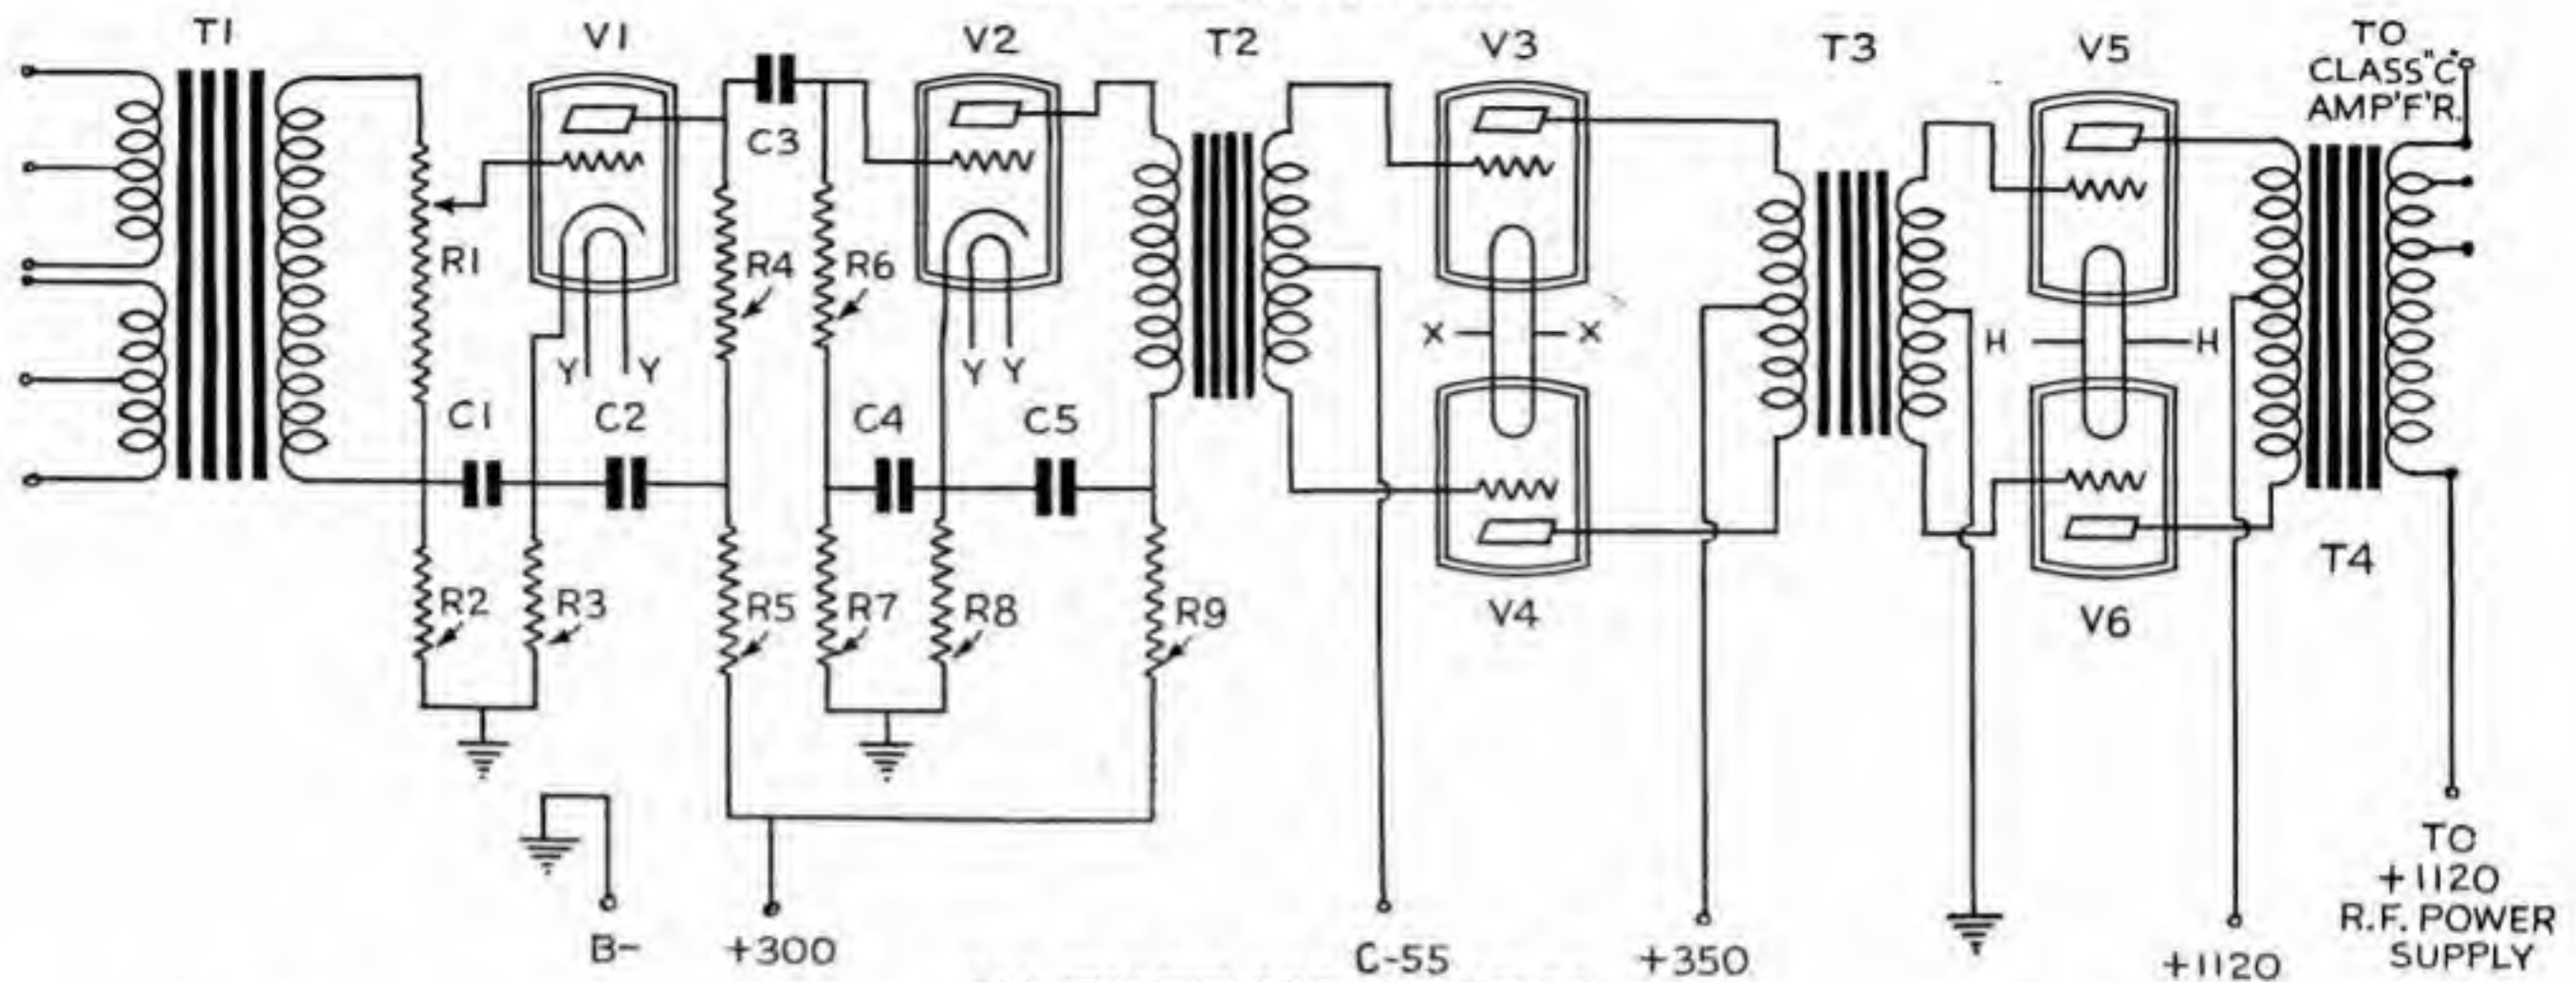 T1
V1
V2
T2
V3
T3
V5
TO
CLASS "C"
AMP'F'R.
C3
R1
R4
R6
Y Y
Y Y
X X
H H
C1
C2
C4
C5
R2
R3
R5
R7
R8
R9
V4
V6
T4
B-
+300
C-55
+350
+1120
TO
+1120
R.F. POWER
SUPPLY